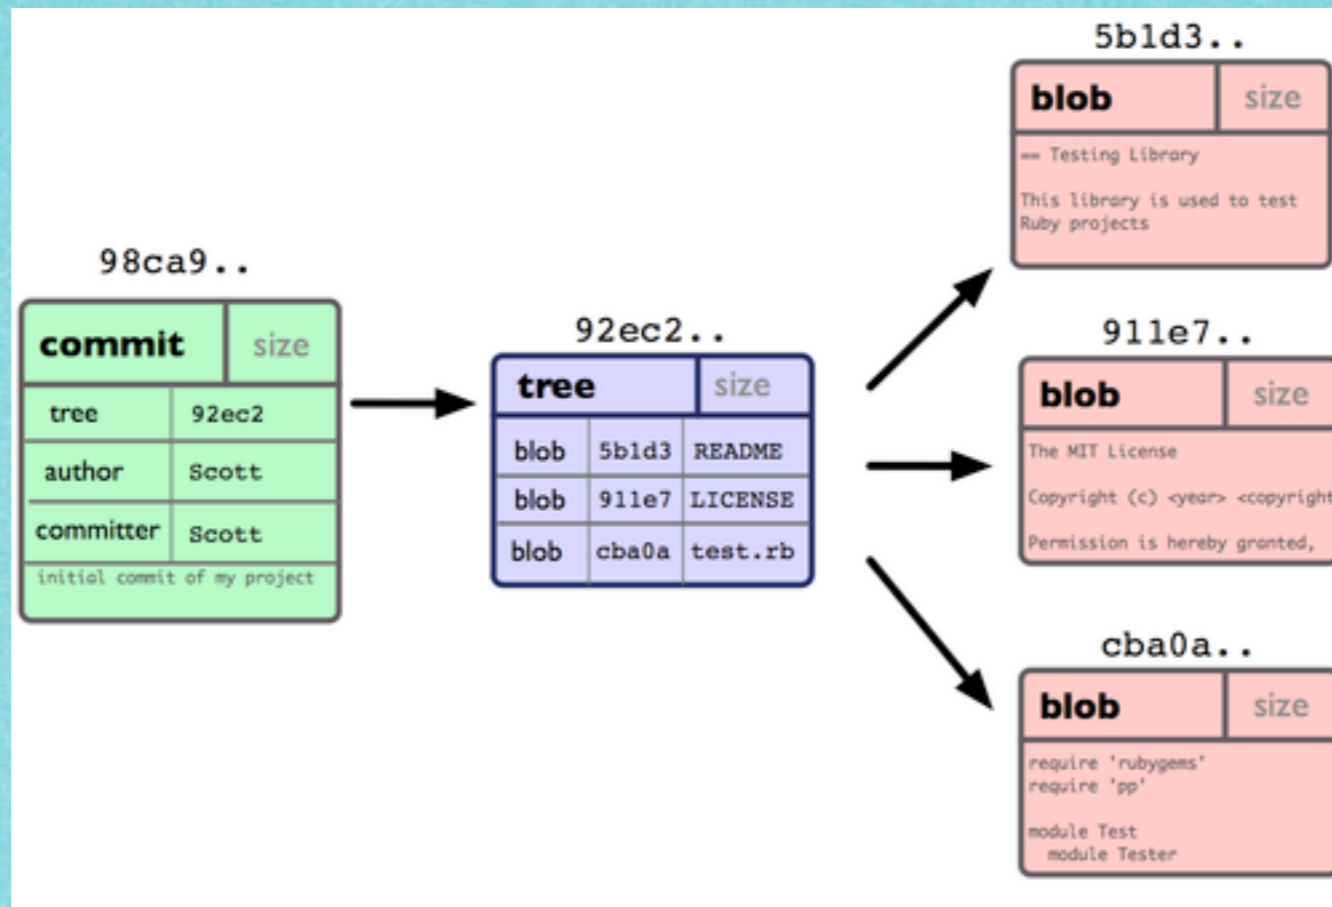 98ca9..
commit size
tree 92ec2
author Scott
committer Scott
initial commit of my project
92ec2..
tree size
blob 5b1d3 README
blob 911e7 LICENSE
blob cba0a test.rb
5b1d3..
blob size
== Testing Library
This library is used to test
Ruby projects
911e7..
blob size
The MIT License
Copyright (c) <year> <copyright
Permission is hereby granted,
cba0a..
blob size
require 'rubygems'
require 'pp'
module Test
module Tester